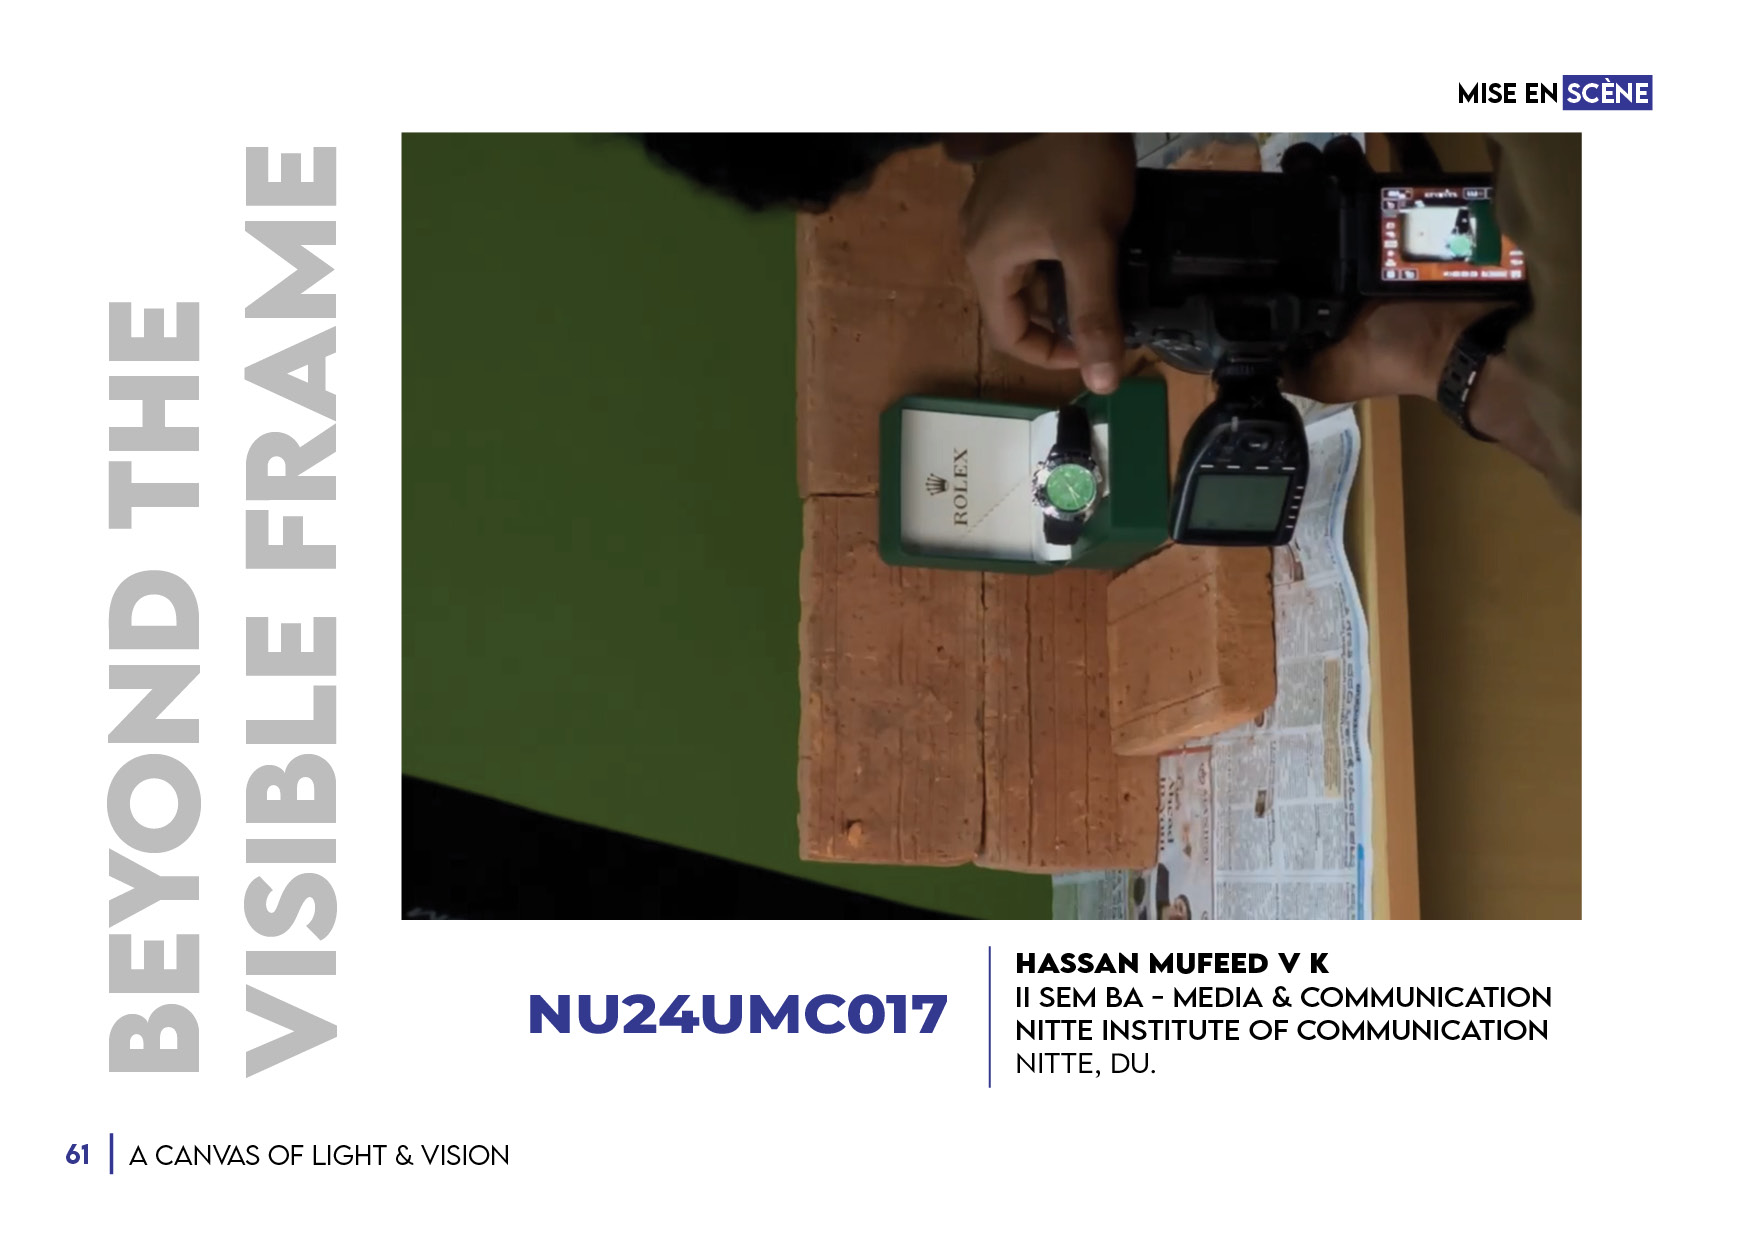 MISE EN SCÈNE
BEYOND THE
VISIBLE FRAME
ROLEX
NU24UMC017
HASSAN MUFEED V K
II SEM BA - MEDIA & COMMUNICATION
NITTE INSTITUTE OF COMMUNICATION
NITTE, DU.
61 | A CANVAS OF LIGHT & VISION